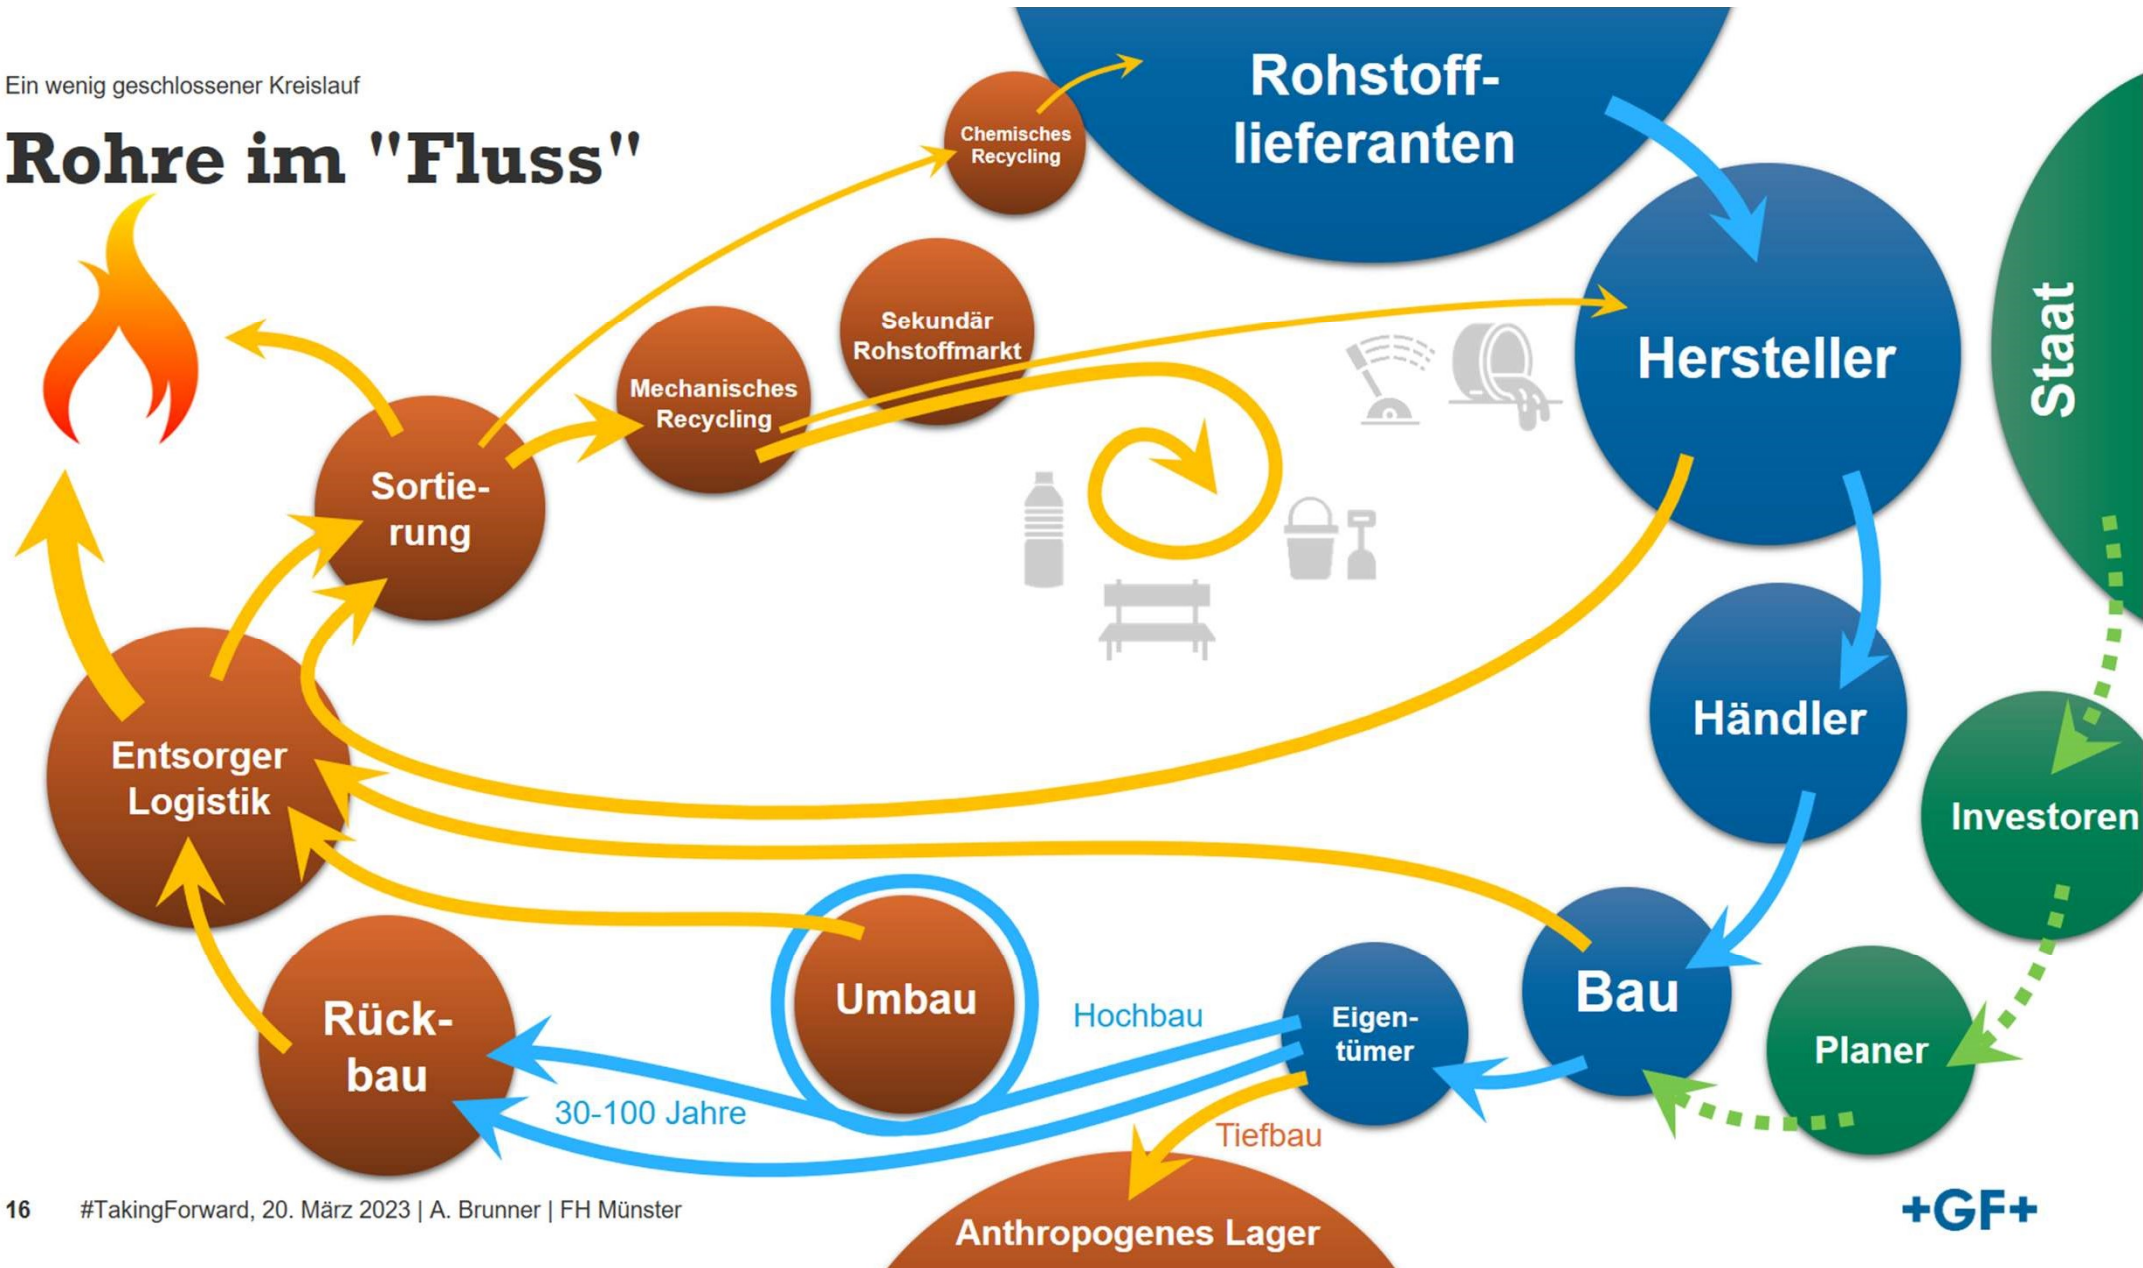 Ein wenig geschlossener Kreislauf
Rohre im "Fluss"
Rohstoff-
lieferanten
Chemisches
Recycling
Sekundär
Rohstoffmarkt
Mechanisches
Recycling
Hersteller
Staat
Sortie-
rung
Händler
Entsorger
Logistik
Investoren
Umbau
Hochbau
Eigen-
tümer
Bau
Planer
Rück-
bau
30-100 Jahre
Tiefbau
Anthropogenes Lager
16 #TakingForward, 20. März 2023 | A. Brunner | FH Münster
+GF+